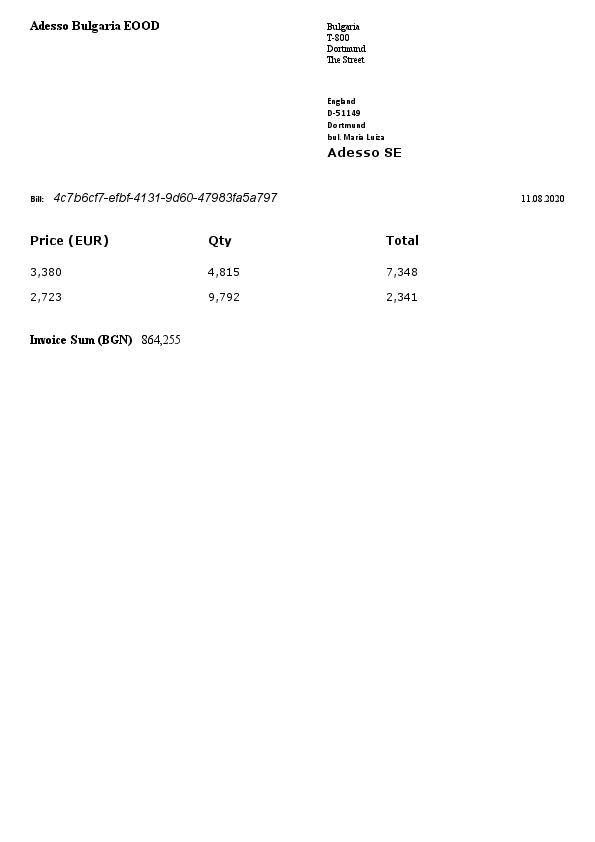 Adesso Bulgaria EOOD
Bulgaria
T-800
Dortmund
The Street
England
D-51149
Dortmund
bul. Maria Luiza
Adesso SE
Bill: 4c7b6cf7-efbf-4131-9d60-47983fa5a797 11.08.2020
Price (EUR) Qty Total
3,380 4,815 7,348
2,723 9,792 2,341
Invoice Sum (BGN) 864,255